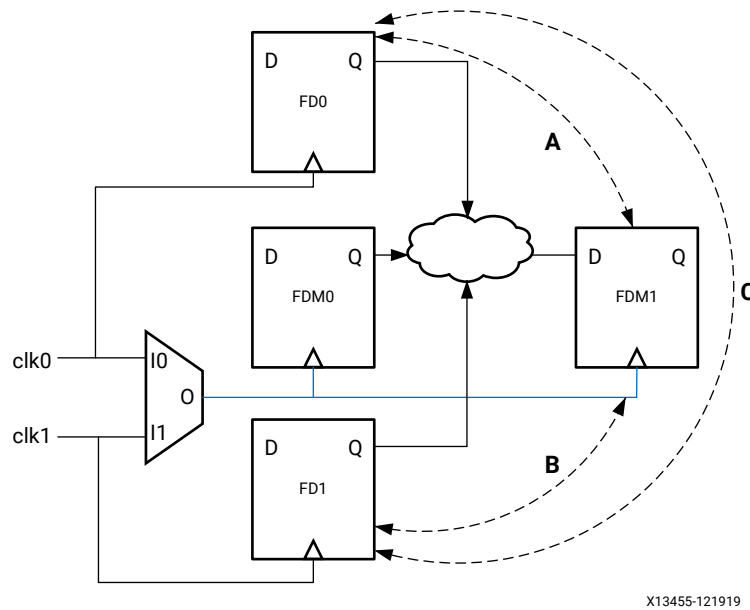 D Q
FD0
A
D Q
FDM0
D Q
FDM1
C
clk0
I0
O
clk1
I1
D Q
FD1
B
X13455-121919